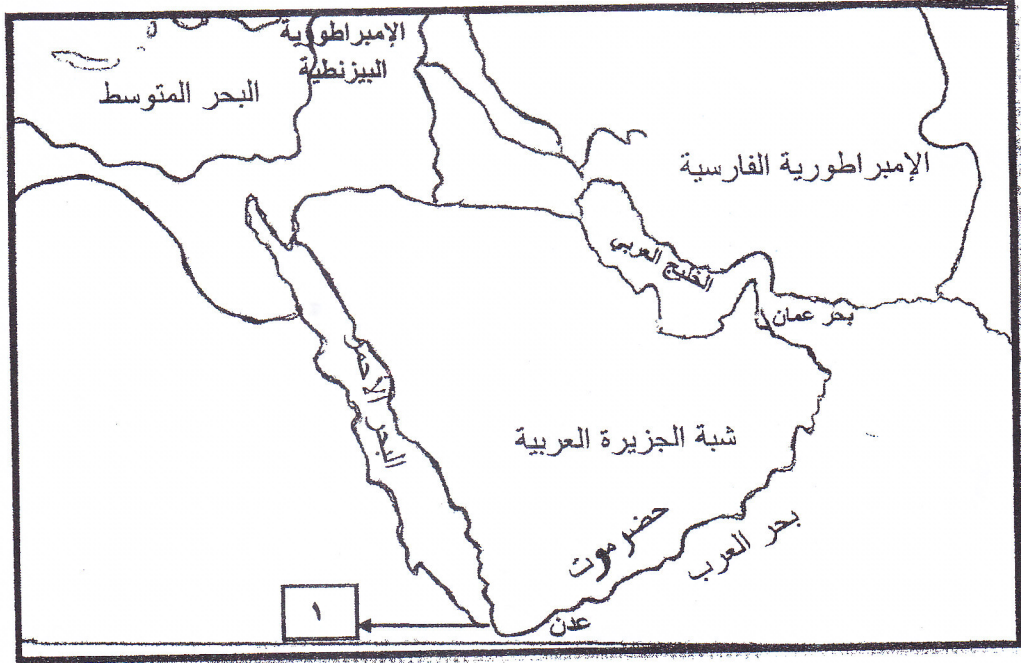 الإمبراطورية
البيزنطية
البحر المتوسط
الإمبراطورية الفارسية
الخليج العربي
بحر عمان
البحر الأحمر
شبة الجزيرة العربية
حضرموت
بحر العرب
عدن
١